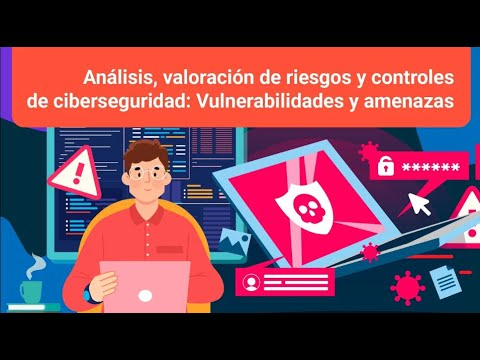 Análisis, valoración de riesgos y controles
de ciberseguridad: Vulnerabilidades y amenazas
******